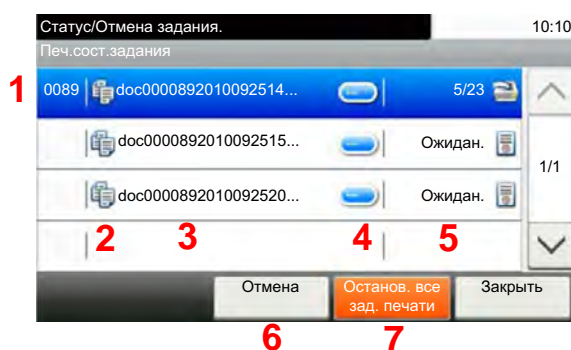 Статус/Отмена задания. 10:10
Печ.сост.задания
1 0089 doc0000892010092514... 5/23
doc0000892010092515... Ожидан.
1/1
doc0000892010092520... Ожидан.
2 3 4 5
Отмена Останов. все зад. печати Закрыть
6 7